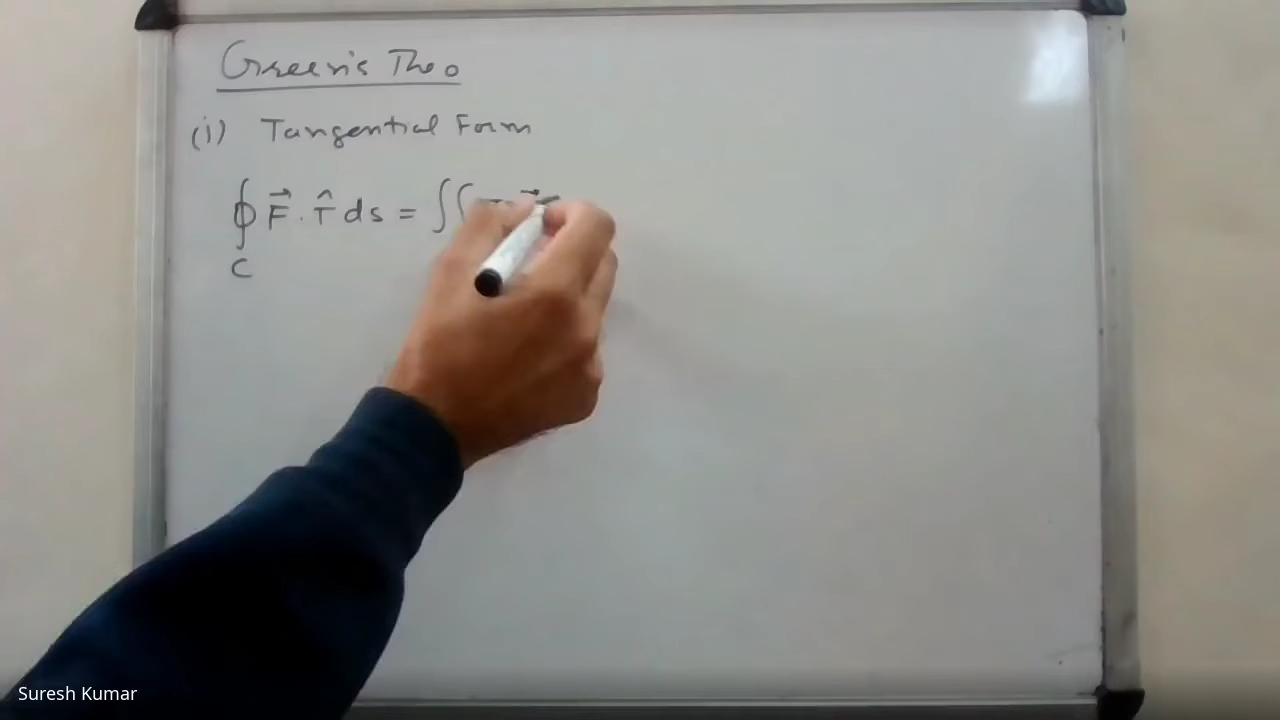 Green's Theo
(i) Tangential Form
∮ F⃗ . T̂ ds = ∬
C
Suresh Kumar